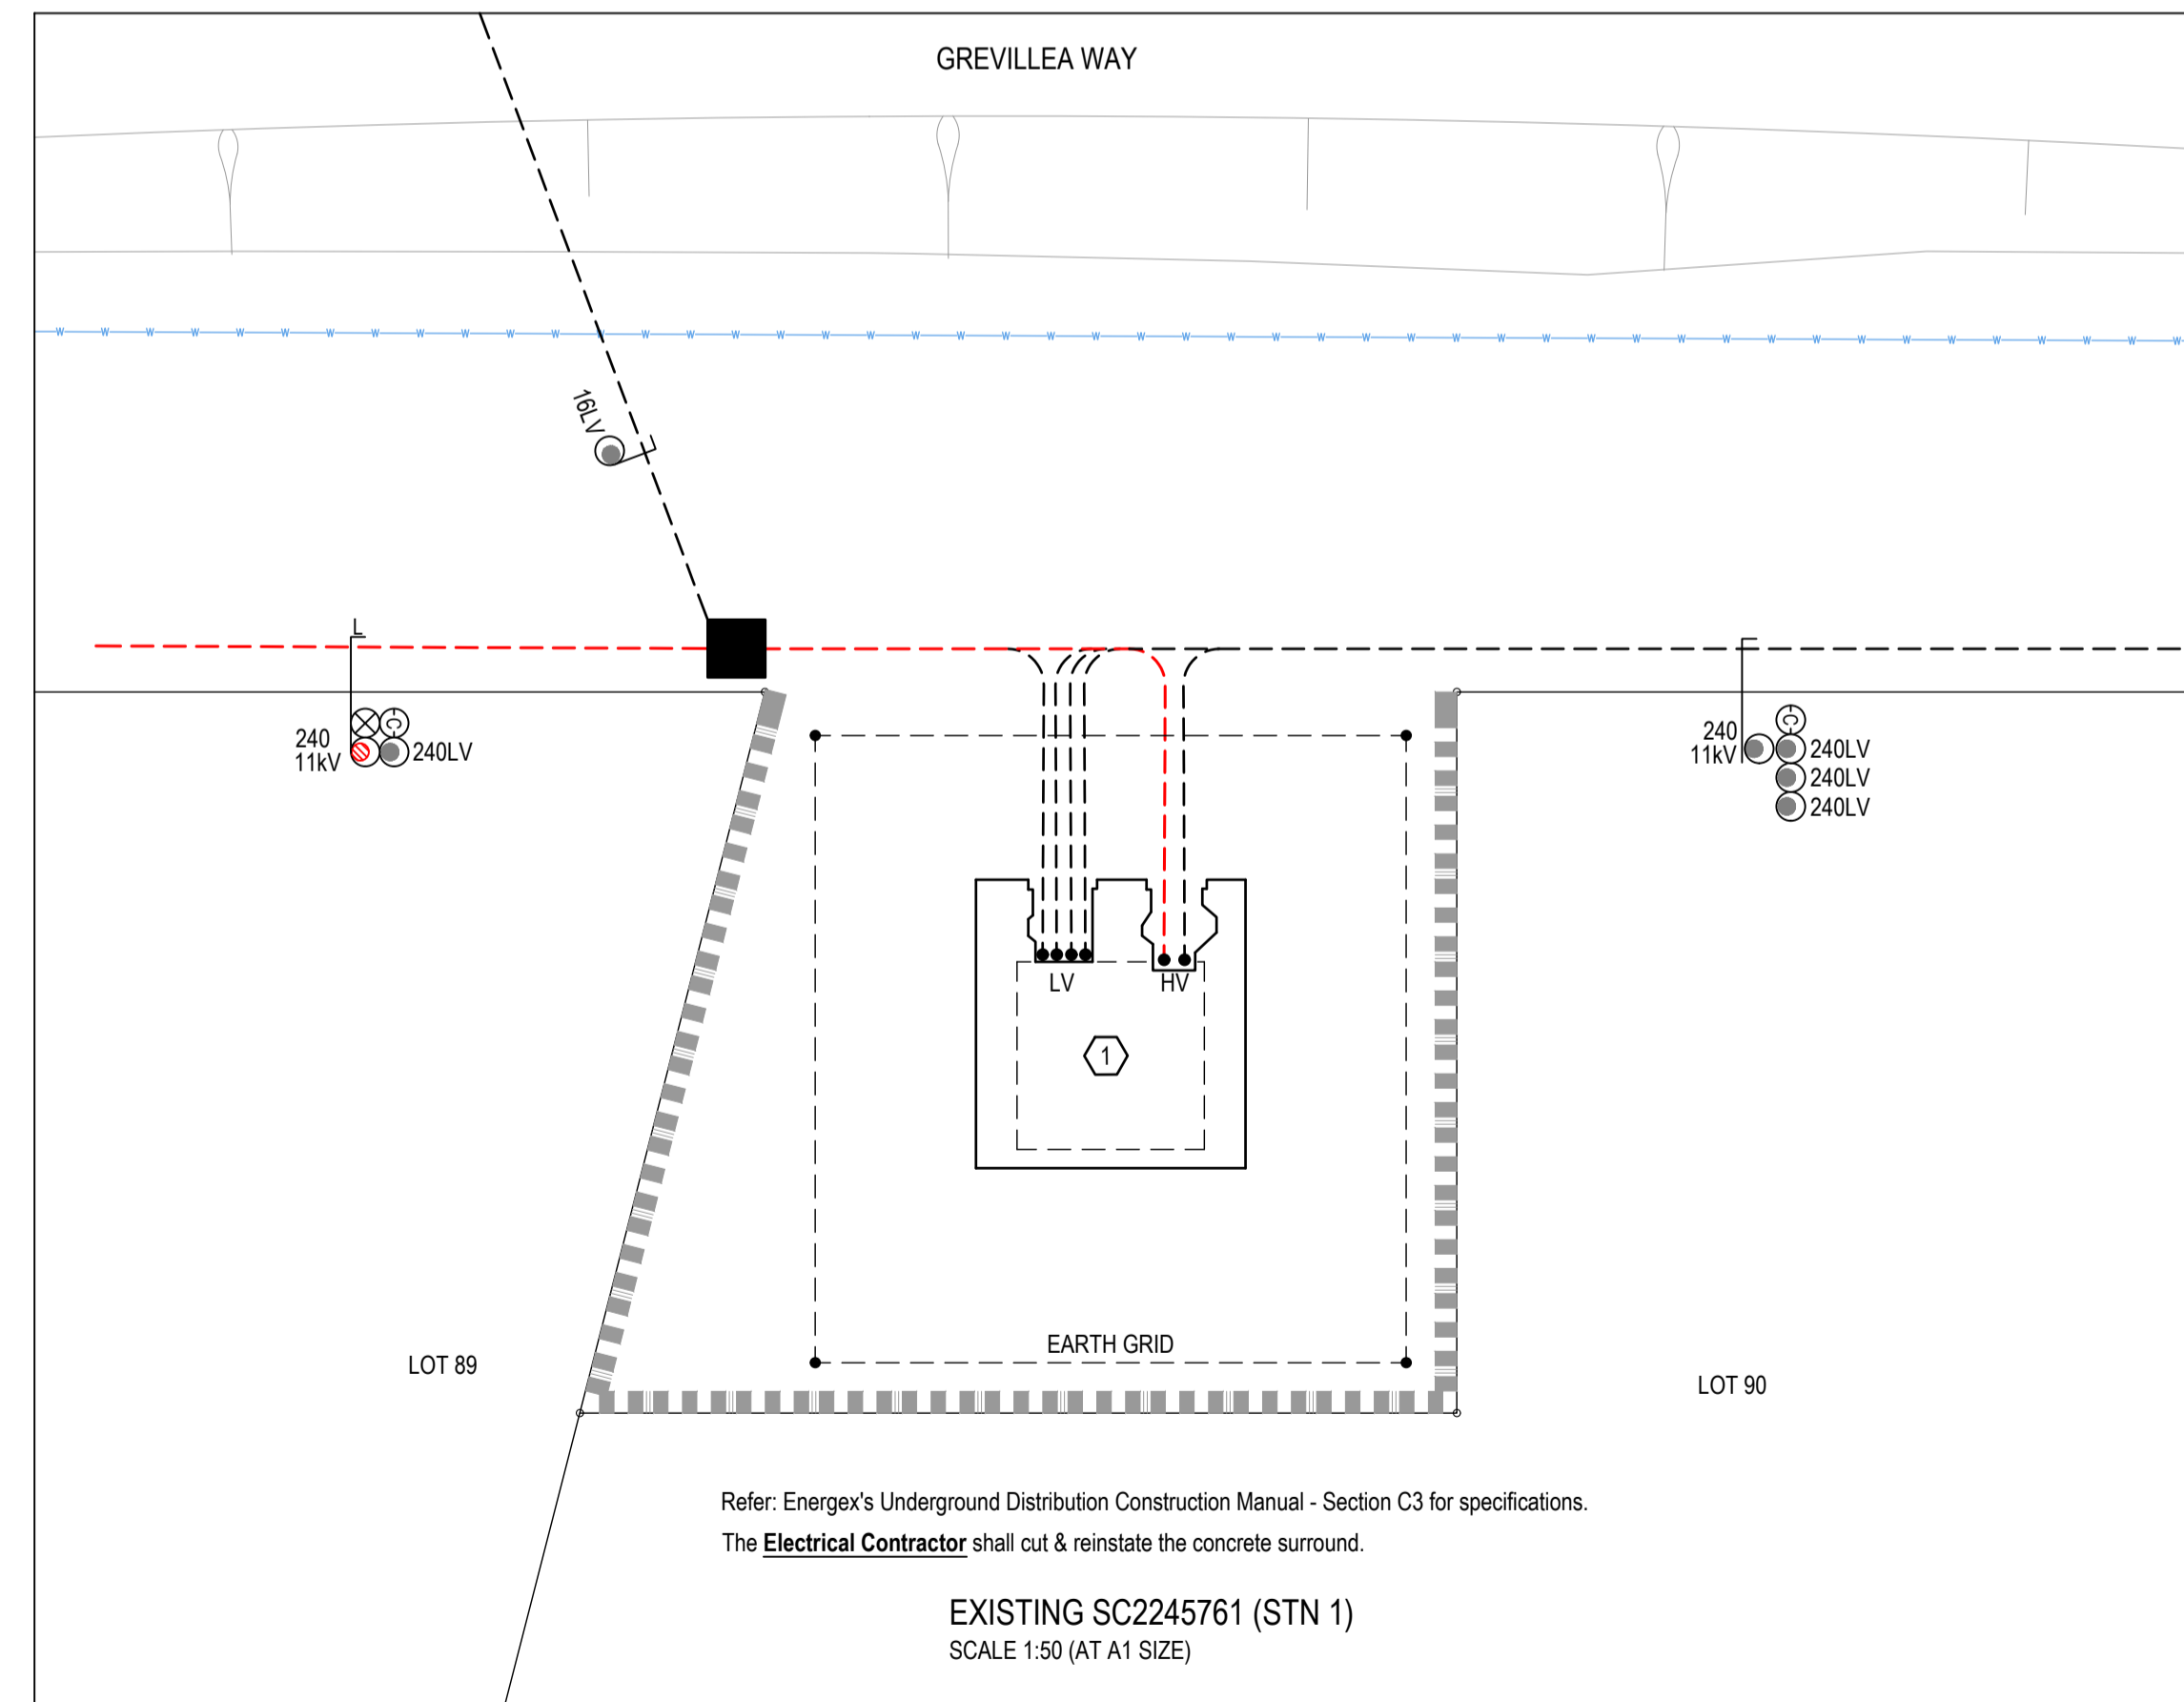 GREVILLEA WAY
16LV
L
C
240
11kV
240LV
C
240
11kV
240LV
240LV
240LV
LV
HV
1
EARTH GRID
LOT 89
LOT 90
Refer: Energex's Underground Distribution Construction Manual - Section C3 for specifications.
The Electrical Contractor shall cut & reinstate the concrete surround.
EXISTING SC2245761 (STN 1)
SCALE 1:50 (AT A1 SIZE)